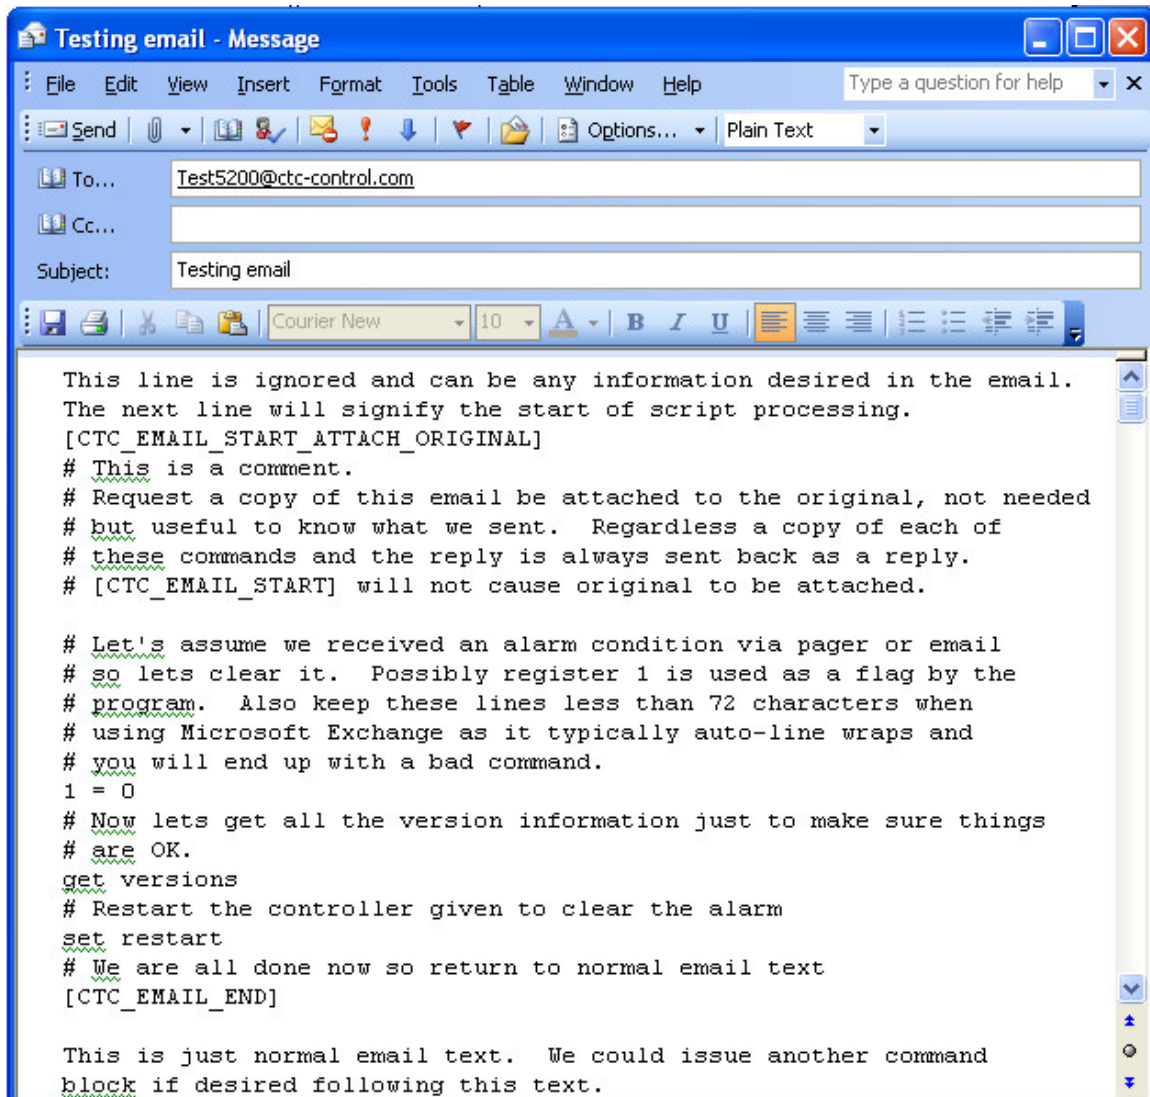 Testing email - Message
File Edit View Insert Format Tools Table Window Help Type a question for help
Send Options... Plain Text
To... Test5200@ctc-control.com
Cc...
Subject: Testing email
Courier New 10 A B I U
This line is ignored and can be any information desired in the email.
The next line will signify the start of script processing.
[CTC_EMAIL_START_ATTACH_ORIGINAL]
# This is a comment.
# Request a copy of this email be attached to the original, not needed
# but useful to know what we sent.  Regardless a copy of each of
# these commands and the reply is always sent back as a reply.
# [CTC_EMAIL_START] will not cause original to be attached.
# Let's assume we received an alarm condition via pager or email
# so lets clear it.  Possibly register 1 is used as a flag by the
# program.  Also keep these lines less than 72 characters when
# using Microsoft Exchange as it typically auto-line wraps and
# you will end up with a bad command.
1 = 0
# Now lets get all the version information just to make sure things
# are OK.
get versions
# Restart the controller given to clear the alarm
set restart
# We are all done now so return to normal email text
[CTC_EMAIL_END]
This is just normal email text.  We could issue another command
block if desired following this text.